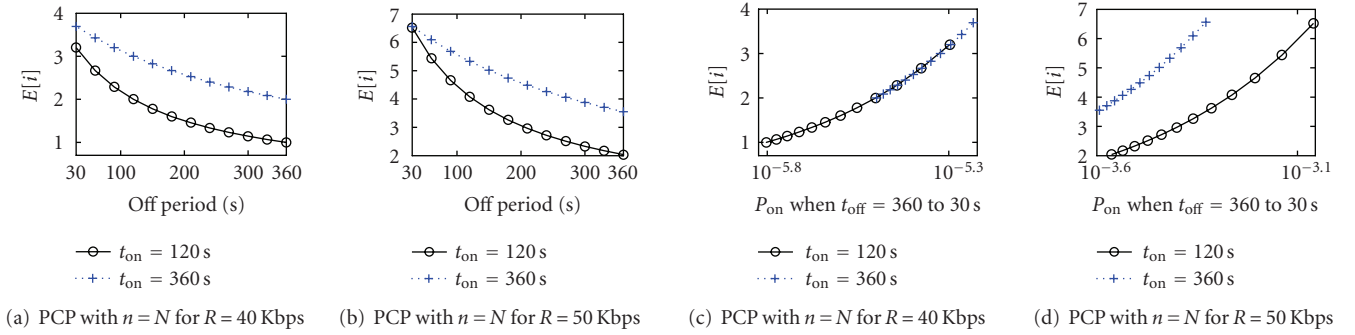 4
3
2
1
E[i]
30 100 200 300 360
Off period (s)
t_on = 120 s
t_on = 360 s
(a) PCP with n = N for R = 40 Kbps
7
6
5
4
3
2
E[i]
30 100 200 300 360
Off period (s)
t_on = 120 s
t_on = 360 s
(b) PCP with n = N for R = 50 Kbps
4
3
2
1
E[i]
10^−5.8 10^−5.3
P_on when t_off = 360 to 30 s
t_on = 120 s
t_on = 360 s
(c) PCP with n = N for R = 40 Kbps
7
6
5
4
3
2
E[i]
10^−3.6 10^−3.1
P_on when t_off = 360 to 30 s
t_on = 120 s
t_on = 360 s
(d) PCP with n = N for R = 50 Kbps